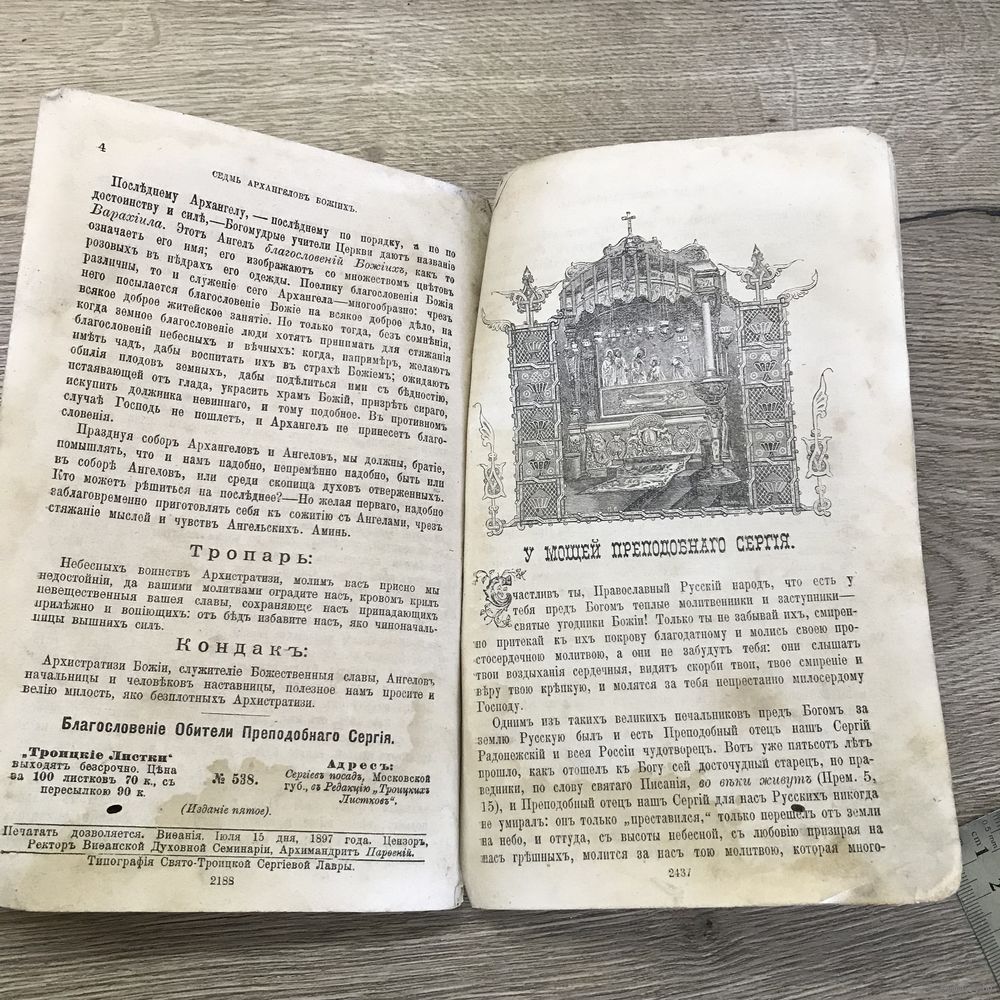 4
СЕДМЬ АРХАНГЕЛОВЪ БОЖІИХЪ.
Послѣднему Архангелу, — послѣднему по порядку, а не по
достоинству и силѣ,—Богомудрые учители Церкви даютъ названіе
Варахіила. Этотъ Ангелъ благословеній Божіихъ, какъ то
означаетъ его имя; его изображаютъ со множествомъ цвѣтовъ
розовыхъ въ нѣдрахъ его одежды. Поелику благословенія Божія
различны, то и служеніе сего Архангела—многообразно: чрезъ
него посылается благословеніе Божіе на всякое доброе дѣло, на
всякое доброе житейское занятіе. Но только тогда, безъ сомнѣнія,
когда земное благословеніе люди хотятъ принимать для стяжанія
благословеній небесныхъ и вѣчныхъ: когда, напримѣръ, желаютъ
имѣть чадъ, дабы воспитать ихъ въ страхѣ Божіемъ; ожидаютъ
обилія плодовъ земныхъ, дабы подѣлиться ими съ бѣдностію,
истаявающей отъ глада, украсить храмъ Божій, призрѣть сираго,
искупить должника невиннаго, и тому подобное. Въ противномъ
случаѣ Господь не пошлетъ, и Архангелъ не принесетъ благо-
словенія.
Празднуя соборъ Архангеловъ и Ангеловъ, мы должны, братіе,
помышлять, что и намъ надобно, непремѣнно надобно, быть или
въ соборѣ Ангеловъ, или среди скопища духовъ отверженныхъ.
Кто можетъ рѣшиться на послѣднее?—Но желая перваго, надобно
заблаговременно приготовлять себя къ сожитію съ Ангелами, чрезъ
стяжаніе мыслей и чувствъ Ангельскихъ. Аминь.
Тропарь:
Небесныхъ воинствъ Архистратизи, молимъ васъ присно мы
недостойніи, да вашими молитвами оградите насъ, кровомъ крилъ
невещественныя вашея славы, сохраняюще насъ припадающихъ
прилѣжно и вопіющихъ: отъ бѣдъ избавите насъ, яко чиноначаль-
ницы вышнихъ силъ.
Кондакъ:
Архистратизи Божіи, служителіе Божественныя славы, Ангеловъ
начальницы и человѣковъ наставницы, полезное намъ просите и
велію милость, яко безплотныхъ Архистратизи.
Благословеніе Обители Преподобнаго Сергія.
„Троицкіе Листки“
выходятъ безсрочно. Цѣна
за 100 листковъ 70 к., съ
пересылкою 90 к.
№ 538.
Адресъ:
Сергіевъ посадъ, Московской
губ., въ Редакцію „Троицкихъ
Листковъ“.
(Изданіе пятое).
Печатать дозволяется. Виѳанія. Іюля 15 дня, 1897 года. Цензоръ,
Ректоръ Виѳанской Духовной Семинаріи, Архимандритъ Парѳеній.
Типографія Свято-Троицкой Сергіевой Лавры.
2188
У МОЩЕЙ ПРЕПОДОБНАГО СЕРГІЯ.
Счастливъ ты, Православный Русскій народъ, что есть у
тебя предъ Богомъ теплые молитвенники и заступники—
святые угодники Божіи! Только ты не забывай ихъ, смирен-
но притекай къ ихъ покрову благодатному и молись своею про-
стосердечною молитвою, а они не забудутъ тебя: они слышатъ
твои воздыханія сердечныя, видятъ скорби твои, твое смиреніе и
вѣру твою крѣпкую, и молятся за тебя непрестанно милосердому
Господу.
Однимъ изъ такихъ великихъ печальниковъ предъ Богомъ за
землю Русскую былъ и есть Преподобный отецъ нашъ Сергій
Радонежскій и всея Россіи чудотворецъ. Вотъ уже пятьсотъ лѣтъ
прошло, какъ отошелъ къ Богу сей досточудный старецъ, но пра-
ведники, по слову святаго Писанія, во вѣки живутъ (Прем. 5,
15), и Преподобный отецъ нашъ Сергій для насъ Русскихъ никогда
не умиралъ: онъ только „преставился,“ только перешелъ отъ земли
на небо, и оттуда, съ высоты небесной, съ любовію призирая на
насъ грѣшныхъ, молится за насъ тою молитвою, которая много-
2437
0.5 mm
cm 1
2